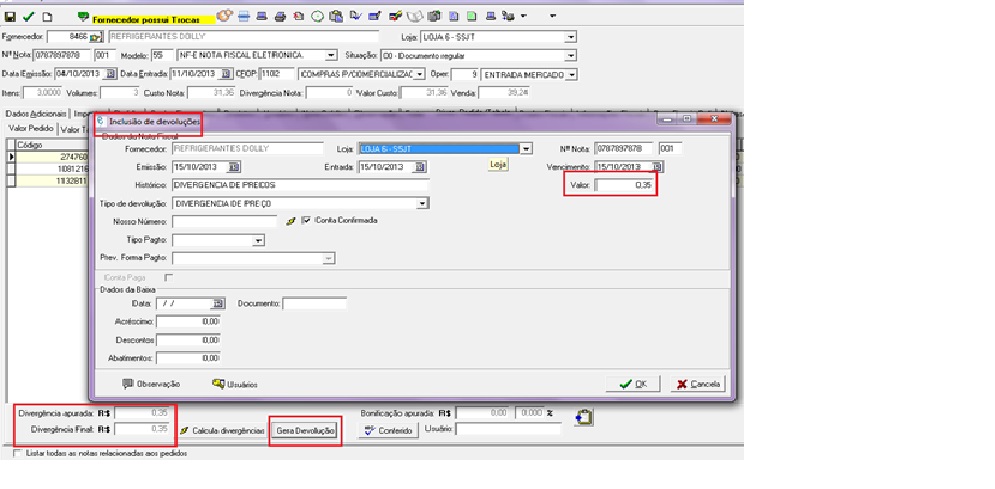 Fornecedor possui Trocas
Fornecedor: 8466 REFRIGERANTES DOLLY Loja: LOJA 6 - SSJT
Nº Nota: 0787897878 001 Modelo: 55 NF-E NOTA FISCAL ELETRONICA. Situação: 00 - Documento regular
Data Emissão: 04/10/2013 Data Entrada: 11/10/2013 CFOP: 1102 COMPRAS P/COMERCIALIZAC Oper: 9 ENTRADA MERCADO
Itens: 3,0000 Volumes: 3 Custo Nota: 31,36 Divergência Nota: 0 Valor Custo: 31,36 Venda: 39,24
Dados Adicionais
Valor Pedido
Código
274760
1081216
1132811
Inclusão de devoluções
Dados da Nota Fiscal
Fornecedor: REFRIGERANTES DOLLY Loja: LOJA 6 - SSJT Nº Nota: 0787897878 001
Emissão: 15/10/2013 Entrada: 15/10/2013 Loja Vencimento: 15/10/2013
Histórico: DIVERGENCIA DE PRECOS Valor: 0,35
Tipo de devolução: DIVERGENCIA DE PREÇO
Nosso Número: Conta Confirmada
Tipo Pagto:
Prev. Forma Pagto:
Conta Paga
Dados da Baixa
Data: / / Documento:
Acréscimo: 0,00
Descontos 0,00
Abatimentos: 0,00
Observação Usuários OK Cancela
Divergência apurada: R$ 0,35 Bonificação apurada: R$ 0,00 0,000 %
Divergência Final: R$ 0,35 Calcula divergências Gera Devolução Conferido Usuário:
Listar todas as notas relacionadas aos pedidos